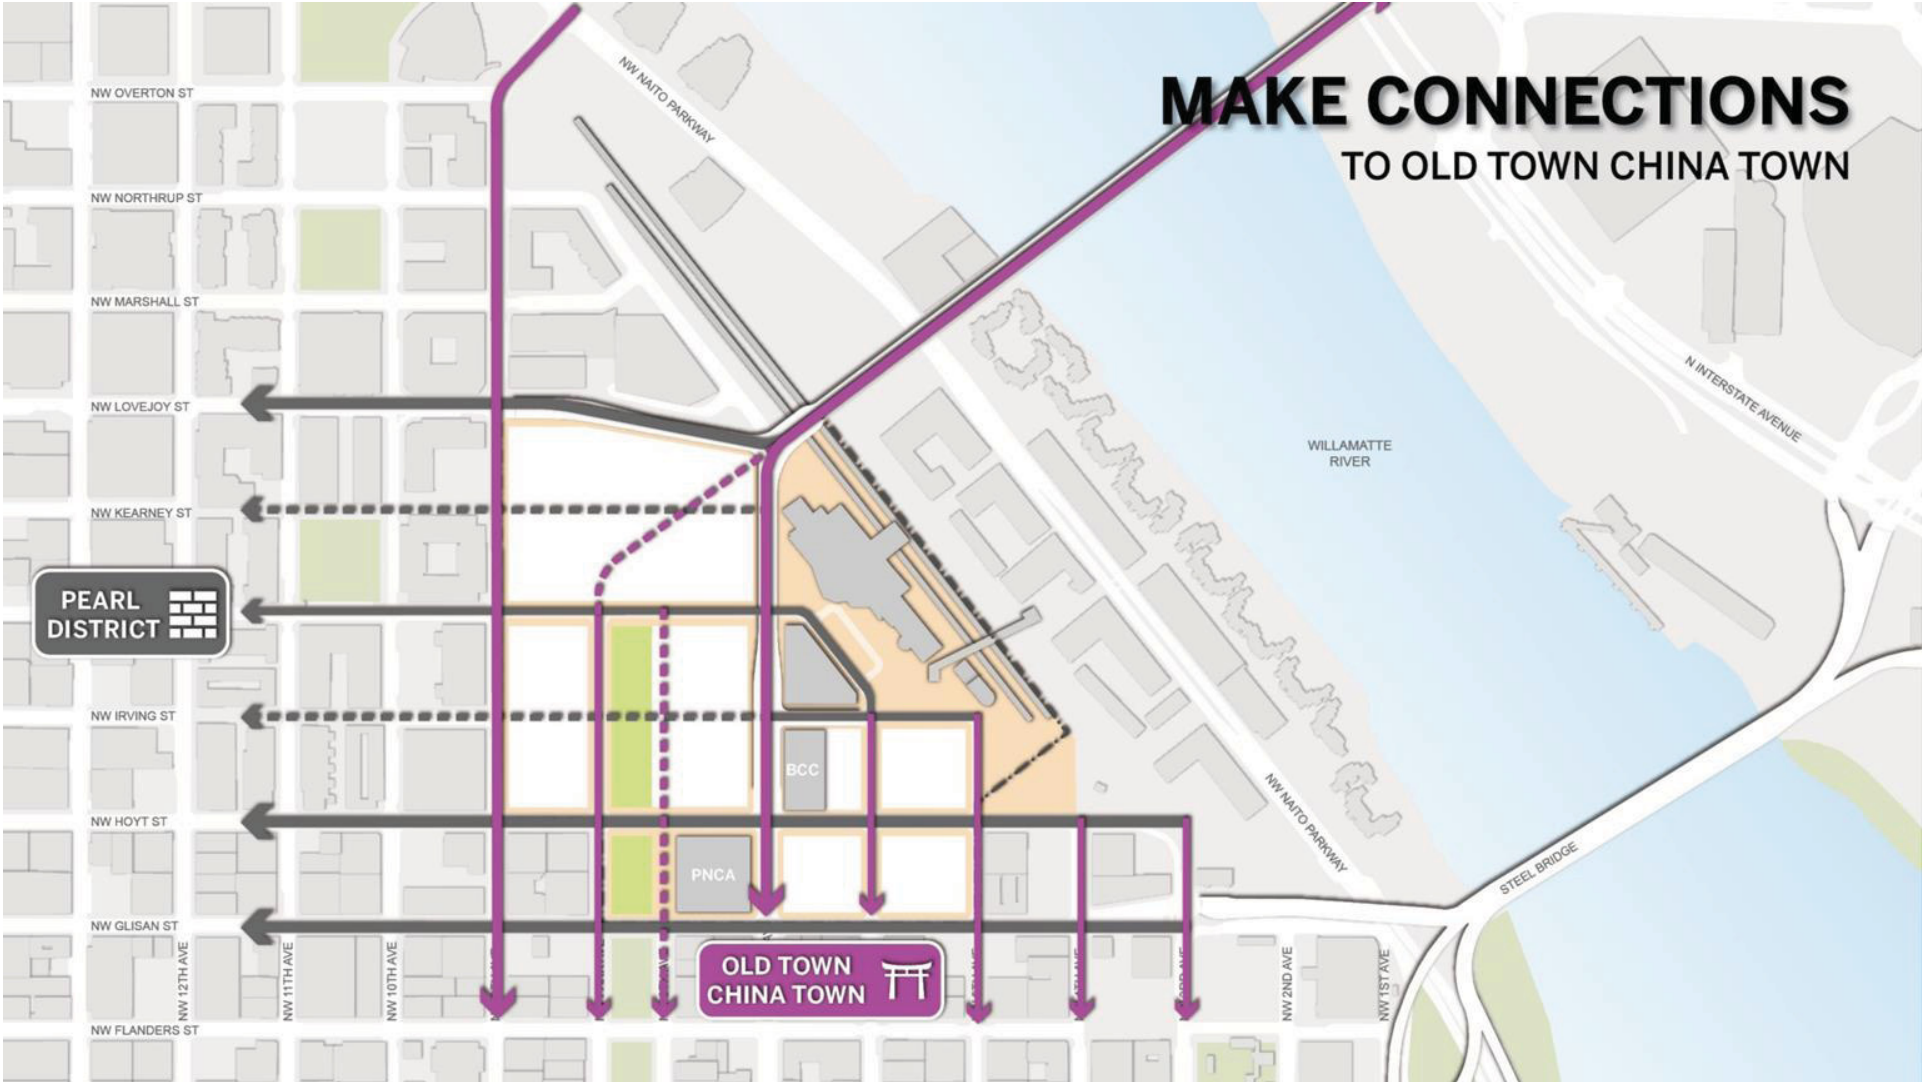 MAKE CONNECTIONS
TO OLD TOWN CHINA TOWN
NW NAITO PARKWAY
NW OVERTON ST
NW NORTHRUP ST
NW MARSHALL ST
NW LOVEJOY ST
N INTERSTATE AVENUE
WILLAMATTE
RIVER
NW KEARNEY ST
PEARL
DISTRICT
NW IRVING ST
BCC
NW HOYT ST
NW NAITO PARKWAY
STEEL BRIDGE
PNCA
NW GLISAN ST
NW 12TH AVE
NW 11TH AVE
NW 10TH AVE
OLD TOWN
CHINA TOWN
NW 2ND AVE
NW 1ST AVE
NW FLANDERS ST